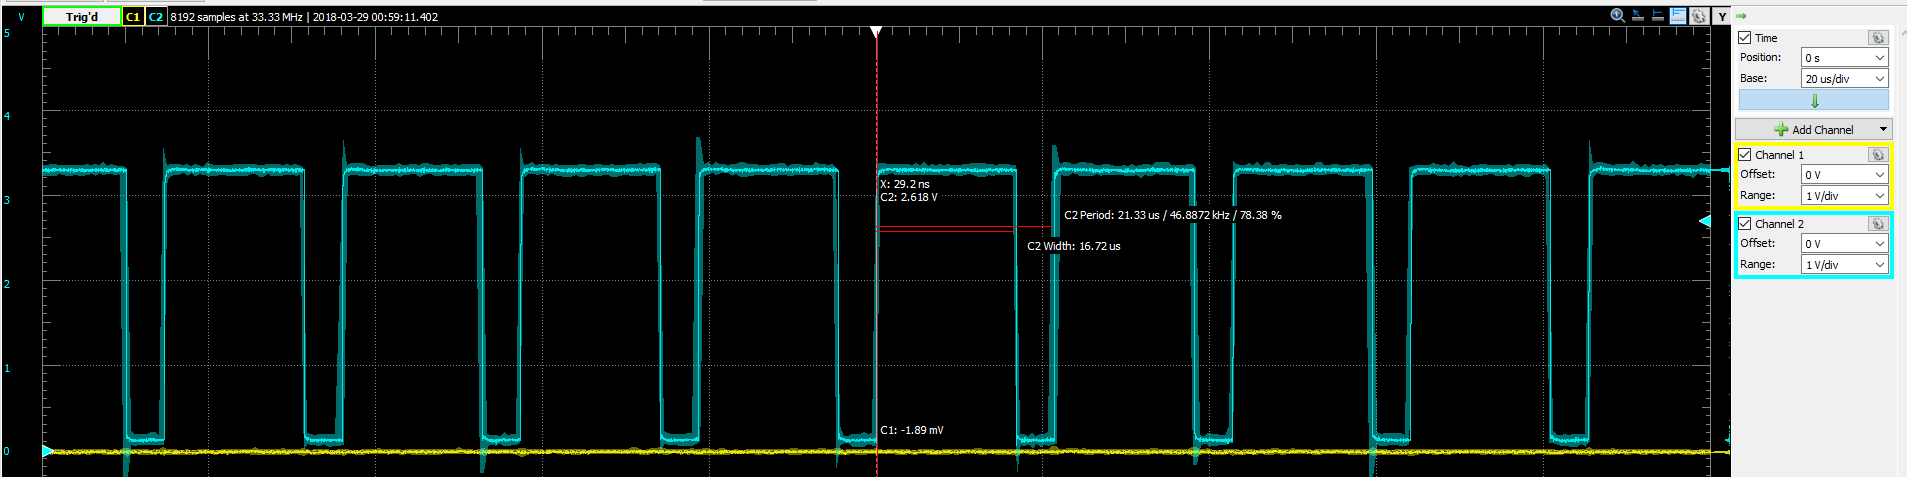 V Trig'd C1 C2 8192 samples at 33.33 MHz | 2018-03-29 00:59:11.402 Y
5
4
3
2
1
0
X: 29.2 ns
C2: 2.618 V
C2 Period: 21.33 us / 46.8872 kHz / 78.38 %
C2 Width: 16.72 us
C1: -1.89 mV
Time
Position: 0 s
Base: 20 us/div
Add Channel
Channel 1
Offset: 0 V
Range: 1 V/div
Channel 2
Offset: 0 V
Range: 1 V/div